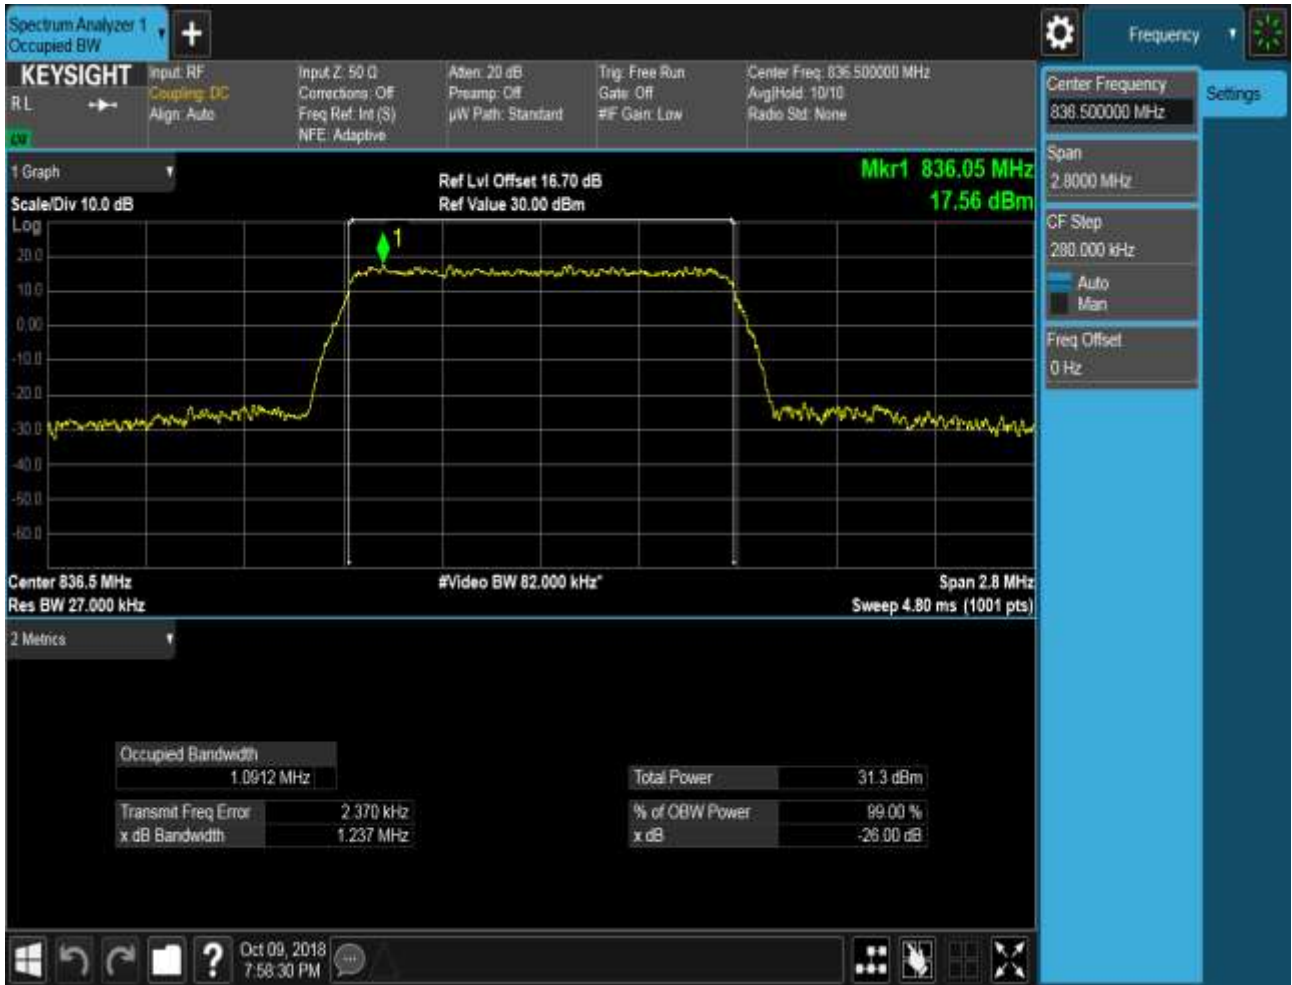 Spectrum Analyzer 1
Occupied BW
Frequency
KEYSIGHT
RL
Input: RF
Coupling: DC
Align: Auto
Input Z: 50 Ω
Corrections: Off
Freq Ref: Int (S)
NFE: Adaptive
Atten: 20 dB
Preamp: Off
µW Path: Standard
Trig: Free Run
Gate: Off
#IF Gain: Low
Center Freq: 836.500000 MHz
Avg|Hold: 10/10
Radio Std: None
Center Frequency
836.500000 MHz
Settings
Span
2.8000 MHz
CF Step
280.000 kHz
Auto
Man
Freq Offset
0 Hz
1 Graph
Scale/Div 10.0 dB
Ref Lvl Offset 16.70 dB
Ref Value 30.00 dBm
Mkr1 836.05 MHz
17.56 dBm
Log
1
20.0
10.0
0.00
-10.0
-20.0
-30.0
-40.0
-50.0
-60.0
Center 836.5 MHz
Res BW 27.000 kHz
#Video BW 82.000 kHz*
Span 2.8 MHz
Sweep 4.80 ms (1001 pts)
2 Metrics
Occupied Bandwidth
1.0912 MHz
Transmit Freq Error 2.370 kHz
x dB Bandwidth 1.237 MHz
Total Power 31.3 dBm
% of OBW Power 99.00 %
x dB -26.00 dB
Oct 09, 2018
7:58:30 PM